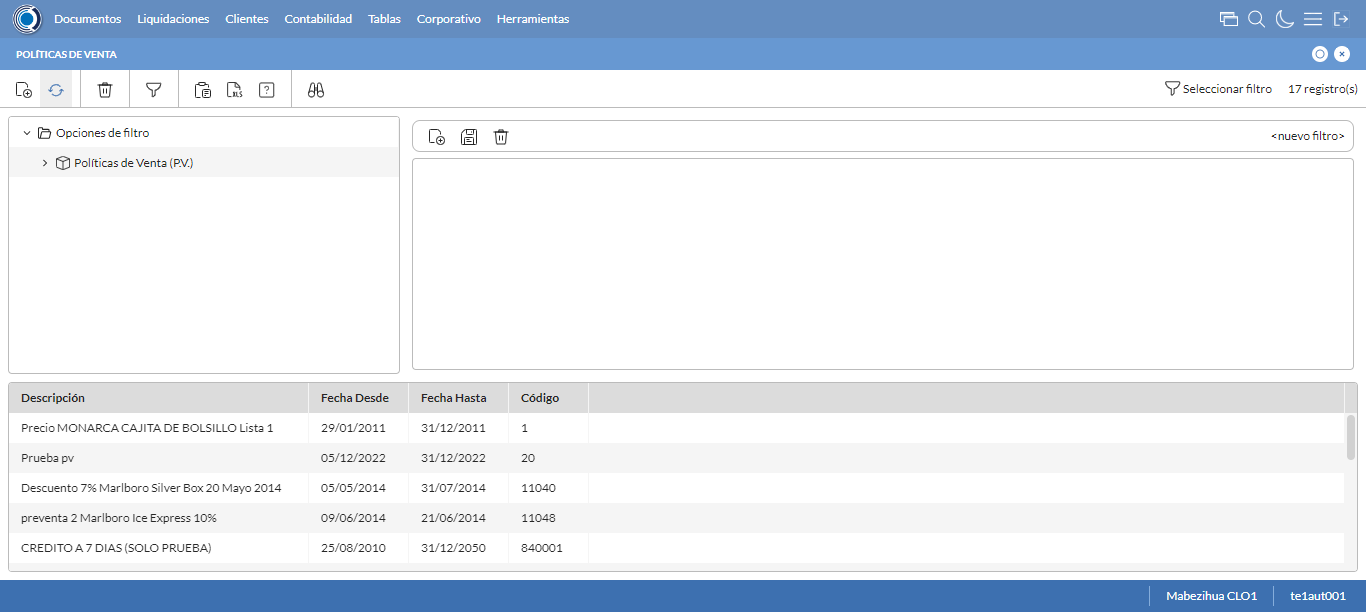 Documentos Liquidaciones Clientes Contabilidad Tablas Corporativo Herramientas
POLÍTICAS DE VENTA
XLS ? Seleccionar filtro 17 registro(s)
Opciones de filtro
<nuevo filtro>
Políticas de Venta (P.V.)
Descripción Fecha Desde Fecha Hasta Código
Precio MONARCA CAJITA DE BOLSILLO Lista 1 29/01/2011 31/12/2011 1
Prueba pv 05/12/2022 31/12/2022 20
Descuento 7% Marlboro Silver Box 20 Mayo 2014 05/05/2014 31/07/2014 11040
preventa 2 Marlboro Ice Express 10% 09/06/2014 21/06/2014 11048
CREDITO A 7 DIAS (SOLO PRUEBA) 25/08/2010 31/12/2050 840001
Mabezihua CLO1 te1aut001